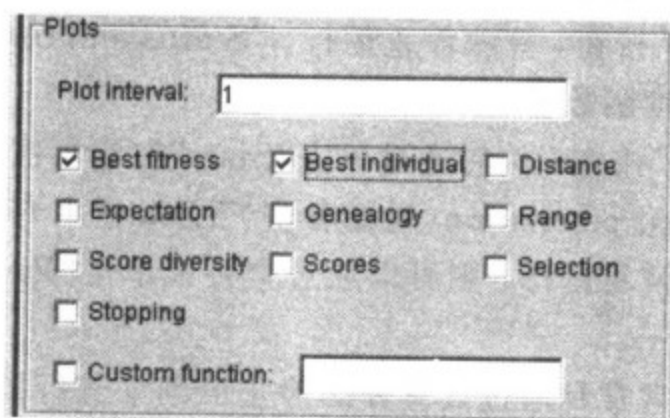 Plots
Plot interval: 1
Best fitness Best individual Distance
Expectation Genealogy Range
Score diversity Scores Selection
Stopping
Custom function: